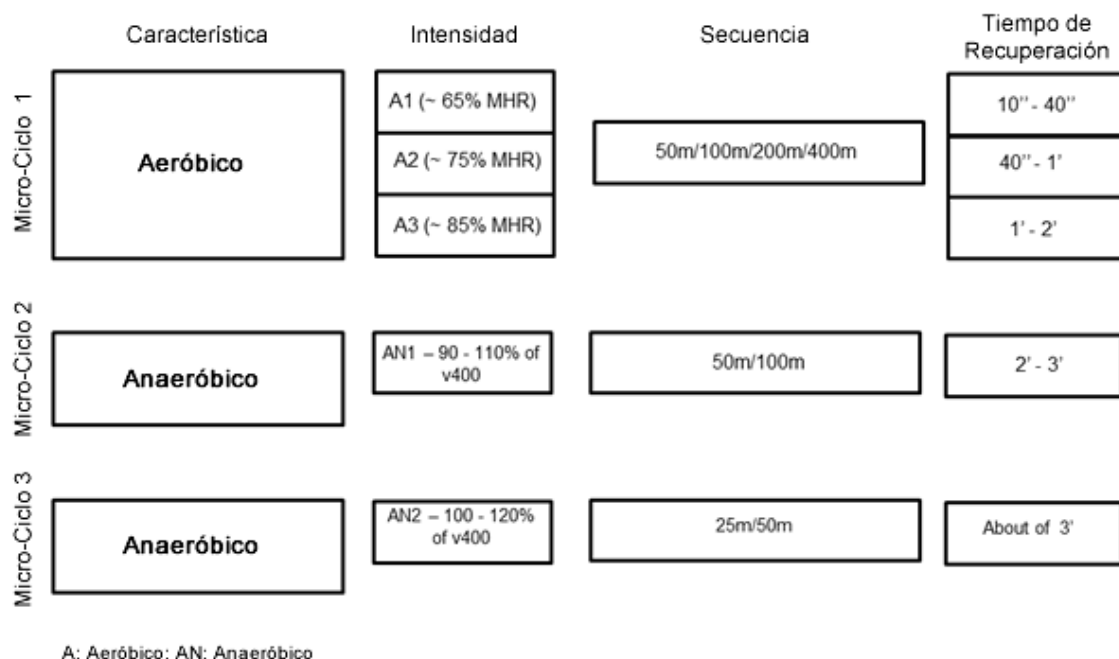 Característica
Intensidad
Secuencia
Tiempo de
Recuperación
Micro-Ciclo 1
Aeróbico
A1 (~ 65% MHR)
A2 (~ 75% MHR)
A3 (~ 85% MHR)
50m/100m/200m/400m
10'' - 40''
40'' - 1'
1' - 2'
Micro-Ciclo 2
Anaeróbico
AN1 – 90 - 110% of
v400
50m/100m
2' - 3'
Micro-Ciclo 3
Anaeróbico
AN2 – 100 - 120%
of v400
25m/50m
About of 3'
A: Aeróbico; AN: Anaeróbico